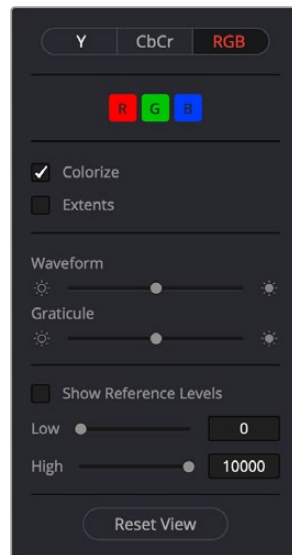 Y CbCr RGB
R G B
Colorize
Extents
Waveform
Graticule
Show Reference Levels
Low 0
High 10000
Reset View